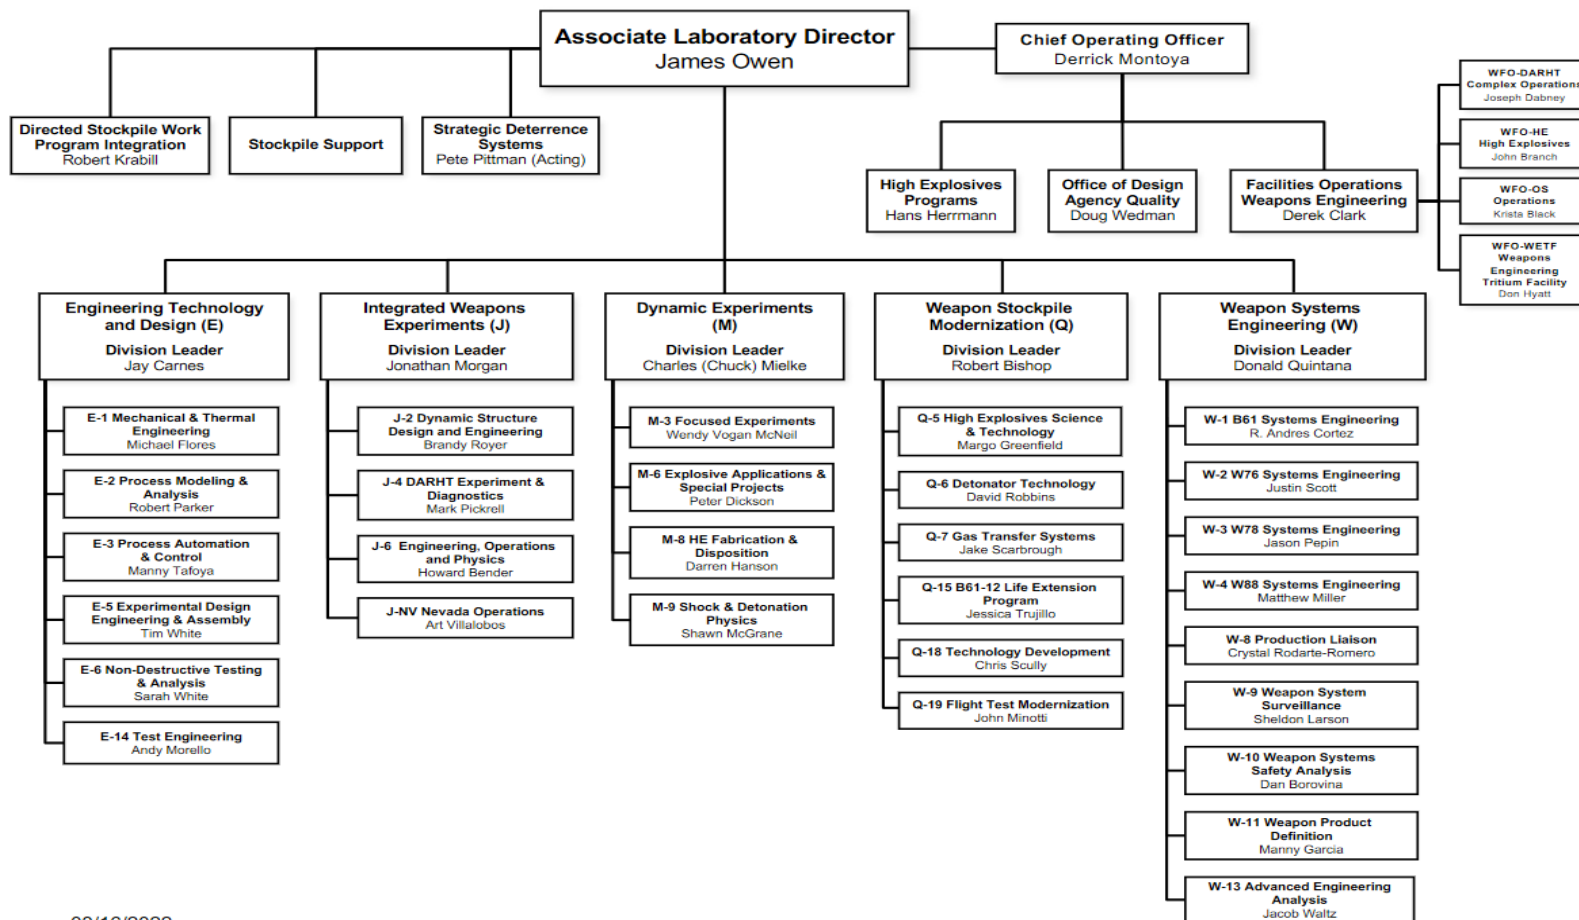 Associate Laboratory Director
James Owen
Chief Operating Officer
Derrick Montoya
WFO-DARHT
Complex Operations
Joseph Dabney
WFO-HE
High Explosives
John Branch
WFO-OS
Operations
Krista Black
WFO-WETF
Weapons
Engineering
Tritium Facility
Don Hyatt
Directed Stockpile Work
Program Integration
Robert Krabill
Stockpile Support
Strategic Deterrence
Systems
Pete Pittman (Acting)
High Explosives
Programs
Hans Herrmann
Office of Design
Agency Quality
Doug Wedman
Facilities Operations
Weapons Engineering
Derek Clark
Engineering Technology
and Design (E)
Division Leader
Jay Carnes
E-1 Mechanical & Thermal
Engineering
Michael Flores
E-2 Process Modeling &
Analysis
Robert Parker
E-3 Process Automation
& Control
Manny Tafoya
E-5 Experimental Design
Engineering & Assembly
Tim White
E-6 Non-Destructive Testing
& Analysis
Sarah White
E-14 Test Engineering
Andy Morello
Integrated Weapons
Experiments (J)
Division Leader
Jonathan Morgan
J-2 Dynamic Structure
Design and Engineering
Brandy Royer
J-4 DARHT Experiment &
Diagnostics
Mark Pickrell
J-6 Engineering, Operations
and Physics
Howard Bender
J-NV Nevada Operations
Art Villalobos
Dynamic Experiments
(M)
Division Leader
Charles (Chuck) Mielke
M-3 Focused Experiments
Wendy Vogan McNeil
M-6 Explosive Applications &
Special Projects
Peter Dickson
M-8 HE Fabrication &
Disposition
Darren Hanson
M-9 Shock & Detonation
Physics
Shawn McGrane
Weapon Stockpile
Modernization (Q)
Division Leader
Robert Bishop
Q-5 High Explosives Science
& Technology
Margo Greenfield
Q-6 Detonator Technology
David Robbins
Q-7 Gas Transfer Systems
Jake Scarbrough
Q-15 B61-12 Life Extension
Program
Jessica Trujillo
Q-18 Technology Development
Chris Scully
Q-19 Flight Test Modernization
John Minotti
Weapon Systems
Engineering (W)
Division Leader
Donald Quintana
W-1 B61 Systems Engineering
R. Andres Cortez
W-2 W76 Systems Engineering
Justin Scott
W-3 W78 Systems Engineering
Jason Pepin
W-4 W88 Systems Engineering
Matthew Miller
W-8 Production Liaison
Crystal Rodarte-Romero
W-9 Weapon System
Surveillance
Sheldon Larson
W-10 Weapon Systems
Safety Analysis
Dan Borovina
W-11 Weapon Product
Definition
Manny Garcia
W-13 Advanced Engineering
Analysis
Jacob Waltz